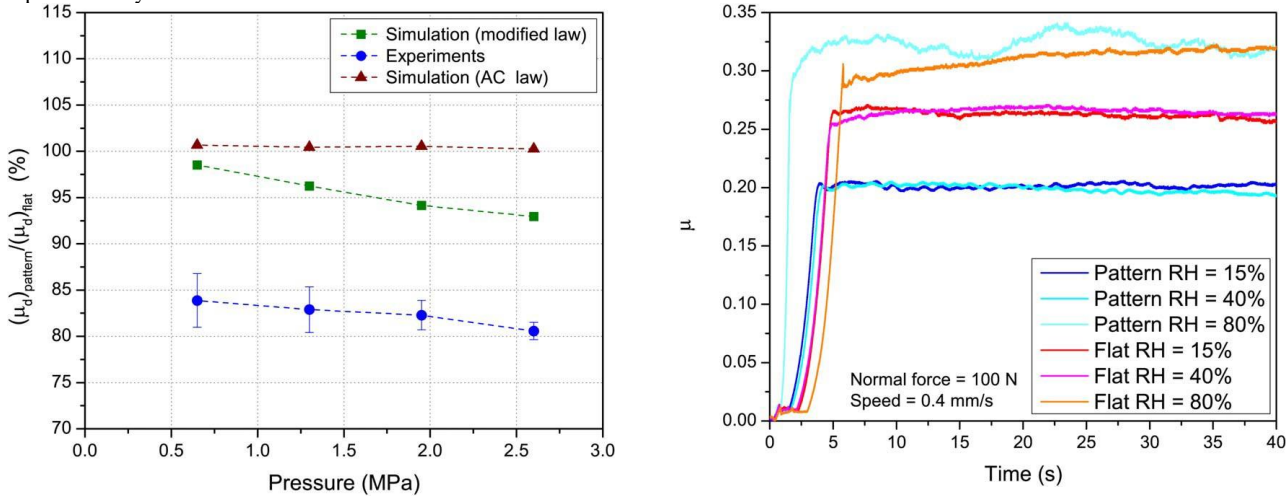 115
110
105
100
95
90
85
80
75
70
0.0 0.5 1.0 1.5 2.0 2.5 3.0
Pressure (MPa)
(μd)pattern/(μd)flat (%)
Simulation (modified law)
Experiments
Simulation (AC law)
0.35
0.30
0.25
0.20
0.15
0.10
0.05
0.00
0 5 10 15 20 25 30 35 40
Time (s)
μ
Normal force = 100 N
Speed = 0.4 mm/s
Pattern RH = 15%
Pattern RH = 40%
Pattern RH = 80%
Flat RH = 15%
Flat RH = 40%
Flat RH = 80%